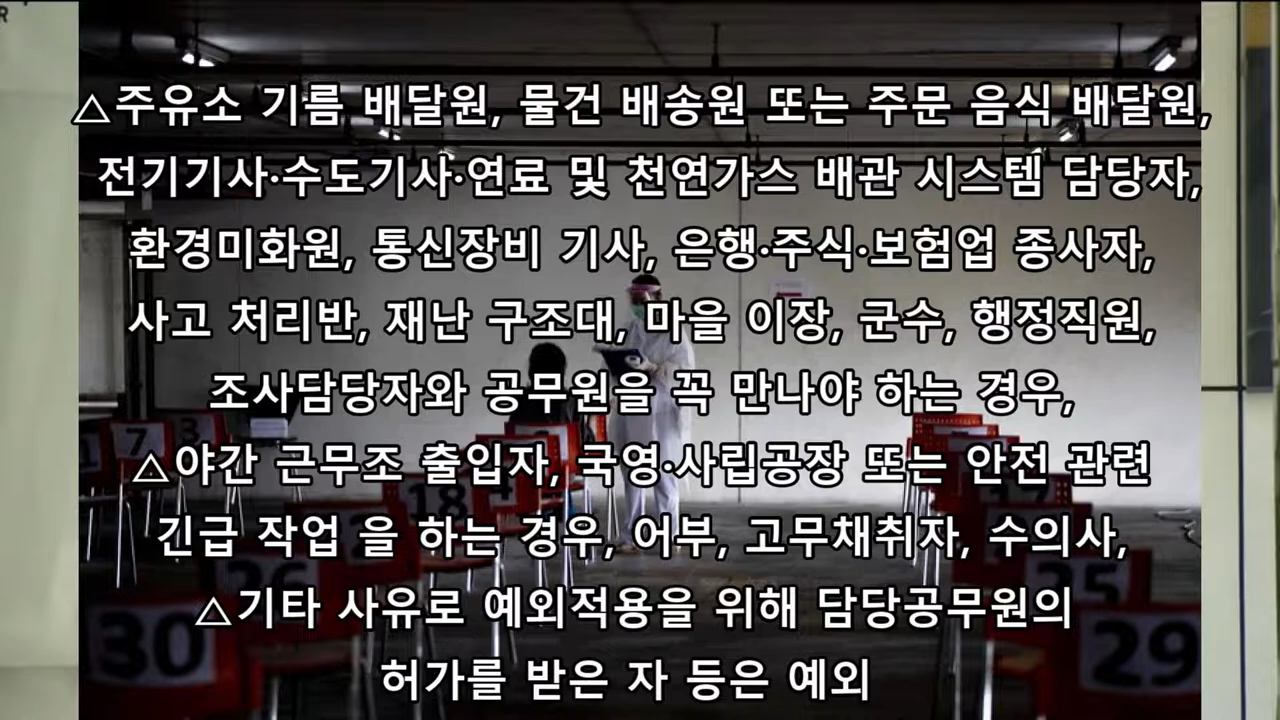 △주유소 기름 배달원, 물건 배송원 또는 주문 음식 배달원,
전기기사·수도기사·연료 및 천연가스 배관 시스템 담당자,
환경미화원, 통신장비 기사, 은행·주식·보험업 종사자,
사고 처리반, 재난 구조대, 마을 이장, 군수, 행정직원,
조사담당자와 공무원을 꼭 만나야 하는 경우,
△야간 근무조 출입자, 국영·사립공장 또는 안전 관련
긴급 작업 을 하는 경우, 어부, 고무채취자, 수의사,
△기타 사유로 예외적용을 위해 담당공무원의
허가를 받은 자 등은 예외
R
7
3
18
4
17
26
35
30
29